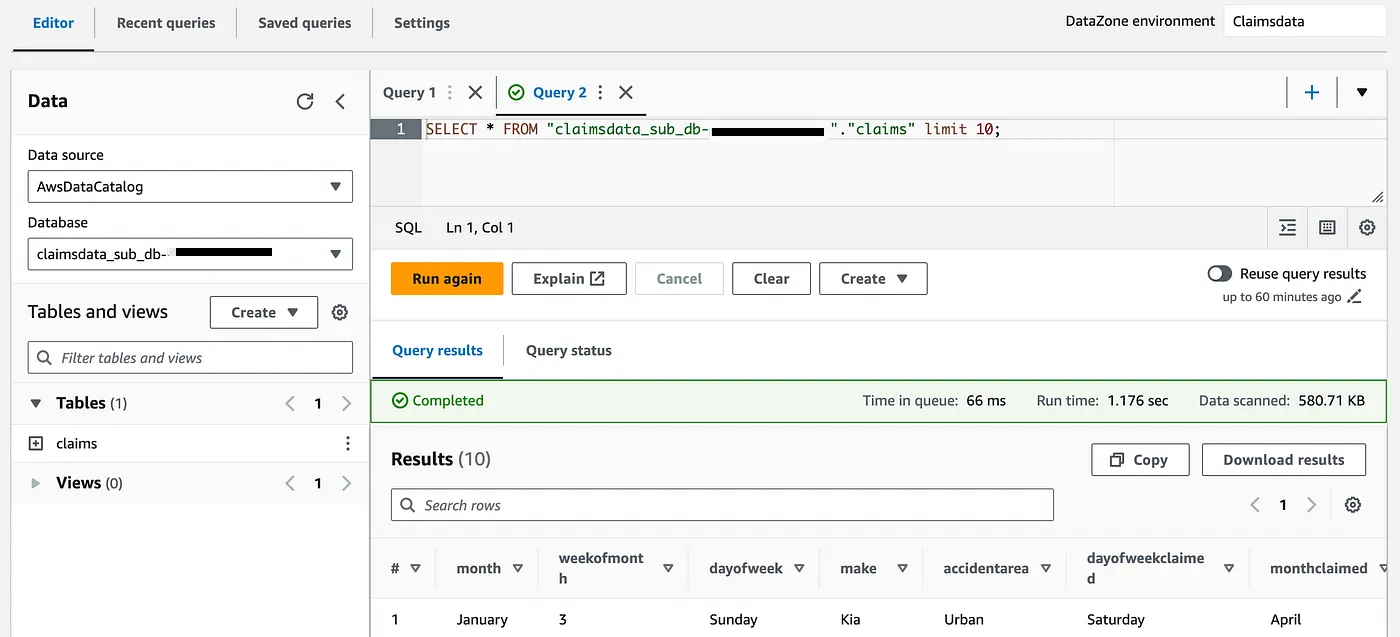 Editor Recent queries Saved queries Settings DataZone environment Claimsdata
Data
Data source
AwsDataCatalog
Database
claimsdata_sub_db-
Tables and views Create
Filter tables and views
Tables (1) 1
claims
Views (0) 1
Query 1 Query 2
1 SELECT * FROM "claimsdata_sub_db- "."claims" limit 10;
SQL Ln 1, Col 1
Run again Explain Cancel Clear Create Reuse query results
up to 60 minutes ago
Query results Query status
Completed Time in queue: 66 ms Run time: 1.176 sec Data scanned: 580.71 KB
Results (10) Copy Download results
Search rows 1
# month weekofmont
h dayofweek make accidentarea dayofweekclaime
d monthclaimed
1 January 3 Sunday Kia Urban Saturday April